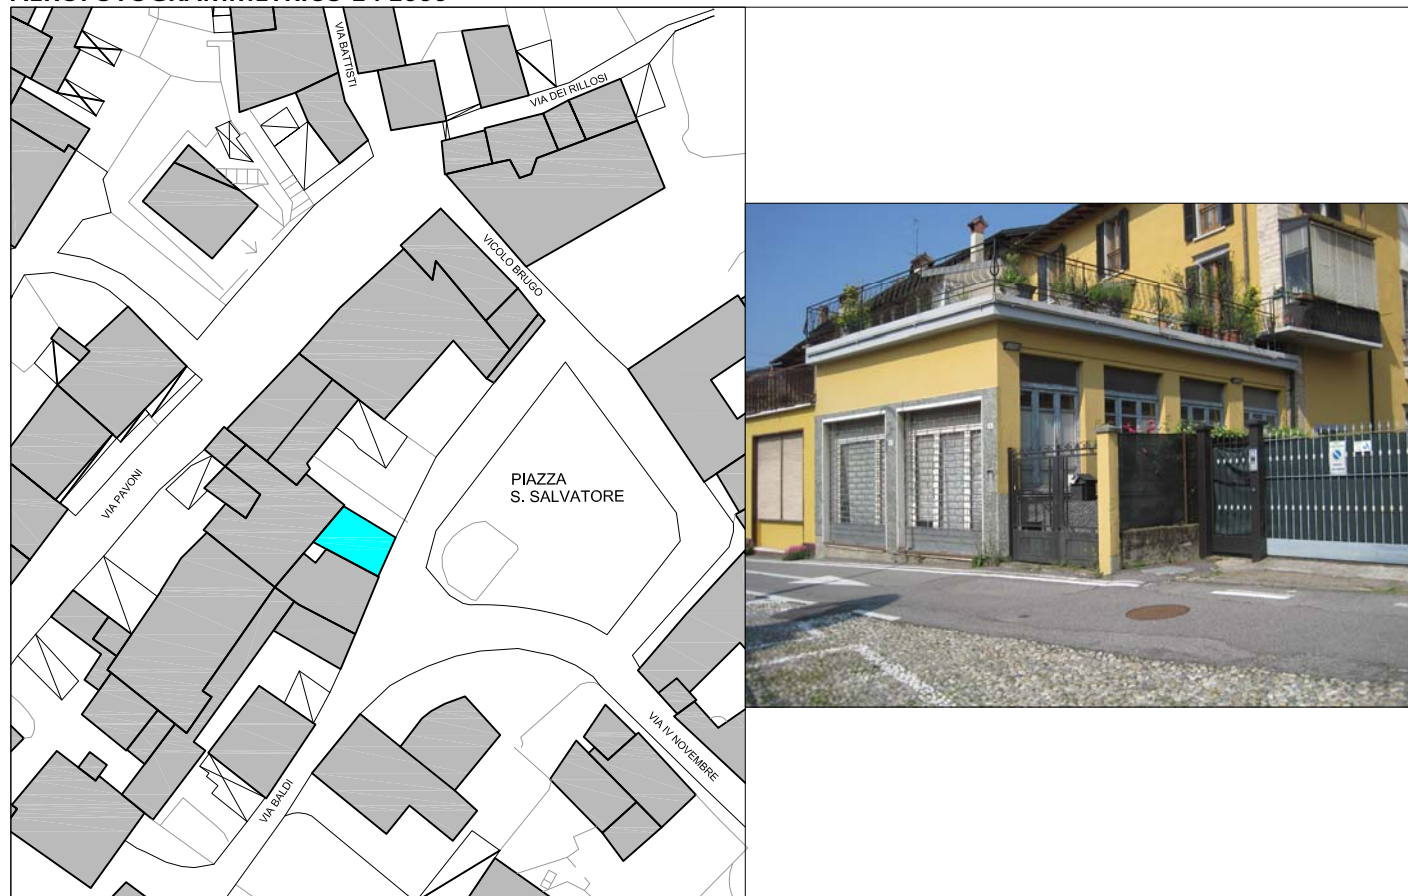 VIA BATTISTI
VIA DEI RILLOSI
VICOLO BRUGO
PIAZZA
S. SALVATORE
VIA PAVONI
VIA IV NOVEMBRE
VIA BALDI